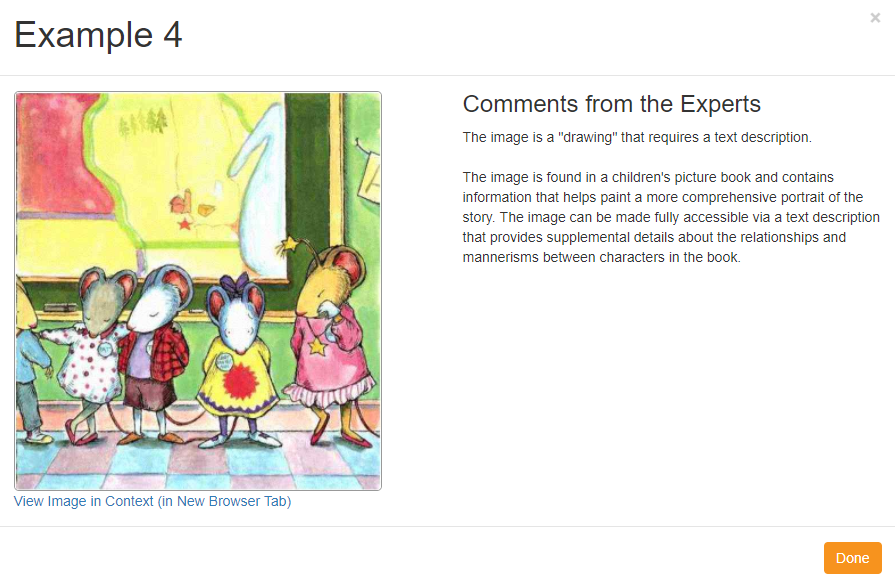 Example 4
×
Comments from the Experts
The image is a "drawing" that requires a text description.
The image is found in a children's picture book and contains
information that helps paint a more comprehensive portrait of the
story. The image can be made fully accessible via a text description
that provides supplemental details about the relationships and
mannerisms between characters in the book.
View Image in Context (in New Browser Tab)
Done